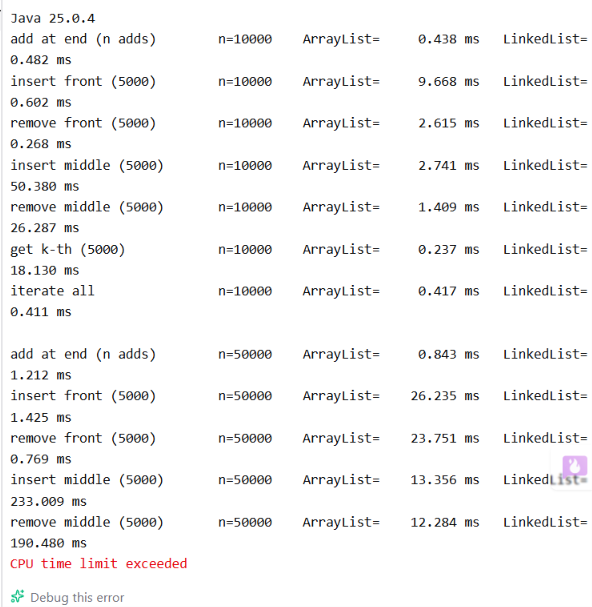 Java 25.0.4
add at end (n adds) n=10000 ArrayList= 0.438 ms LinkedList=
0.482 ms
insert front (5000) n=10000 ArrayList= 9.668 ms LinkedList=
0.602 ms
remove front (5000) n=10000 ArrayList= 2.615 ms LinkedList=
0.268 ms
insert middle (5000) n=10000 ArrayList= 2.741 ms LinkedList=
50.380 ms
remove middle (5000) n=10000 ArrayList= 1.409 ms LinkedList=
26.287 ms
get k-th (5000) n=10000 ArrayList= 0.237 ms LinkedList=
18.130 ms
iterate all n=10000 ArrayList= 0.417 ms LinkedList=
0.411 ms

add at end (n adds) n=50000 ArrayList= 0.843 ms LinkedList=
1.212 ms
insert front (5000) n=50000 ArrayList= 26.235 ms LinkedList=
1.425 ms
remove front (5000) n=50000 ArrayList= 23.751 ms LinkedList=
0.769 ms
insert middle (5000) n=50000 ArrayList= 13.356 ms LinkedList=
233.009 ms
remove middle (5000) n=50000 ArrayList= 12.284 ms LinkedList=
190.480 ms
CPU time limit exceeded
Debug this error